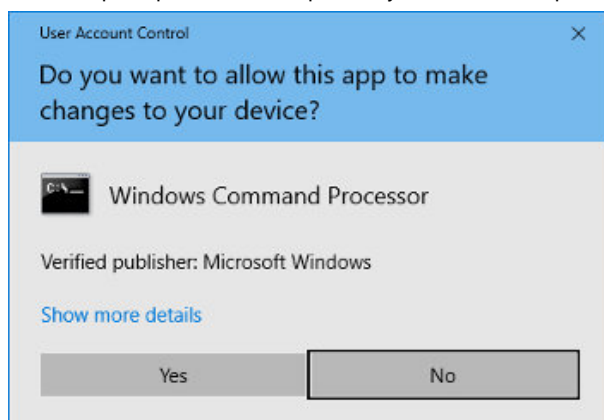 User Account Control
Do you want to allow this app to make
changes to your device?
C:\_
Windows Command Processor
Verified publisher: Microsoft Windows
Show more details
Yes No